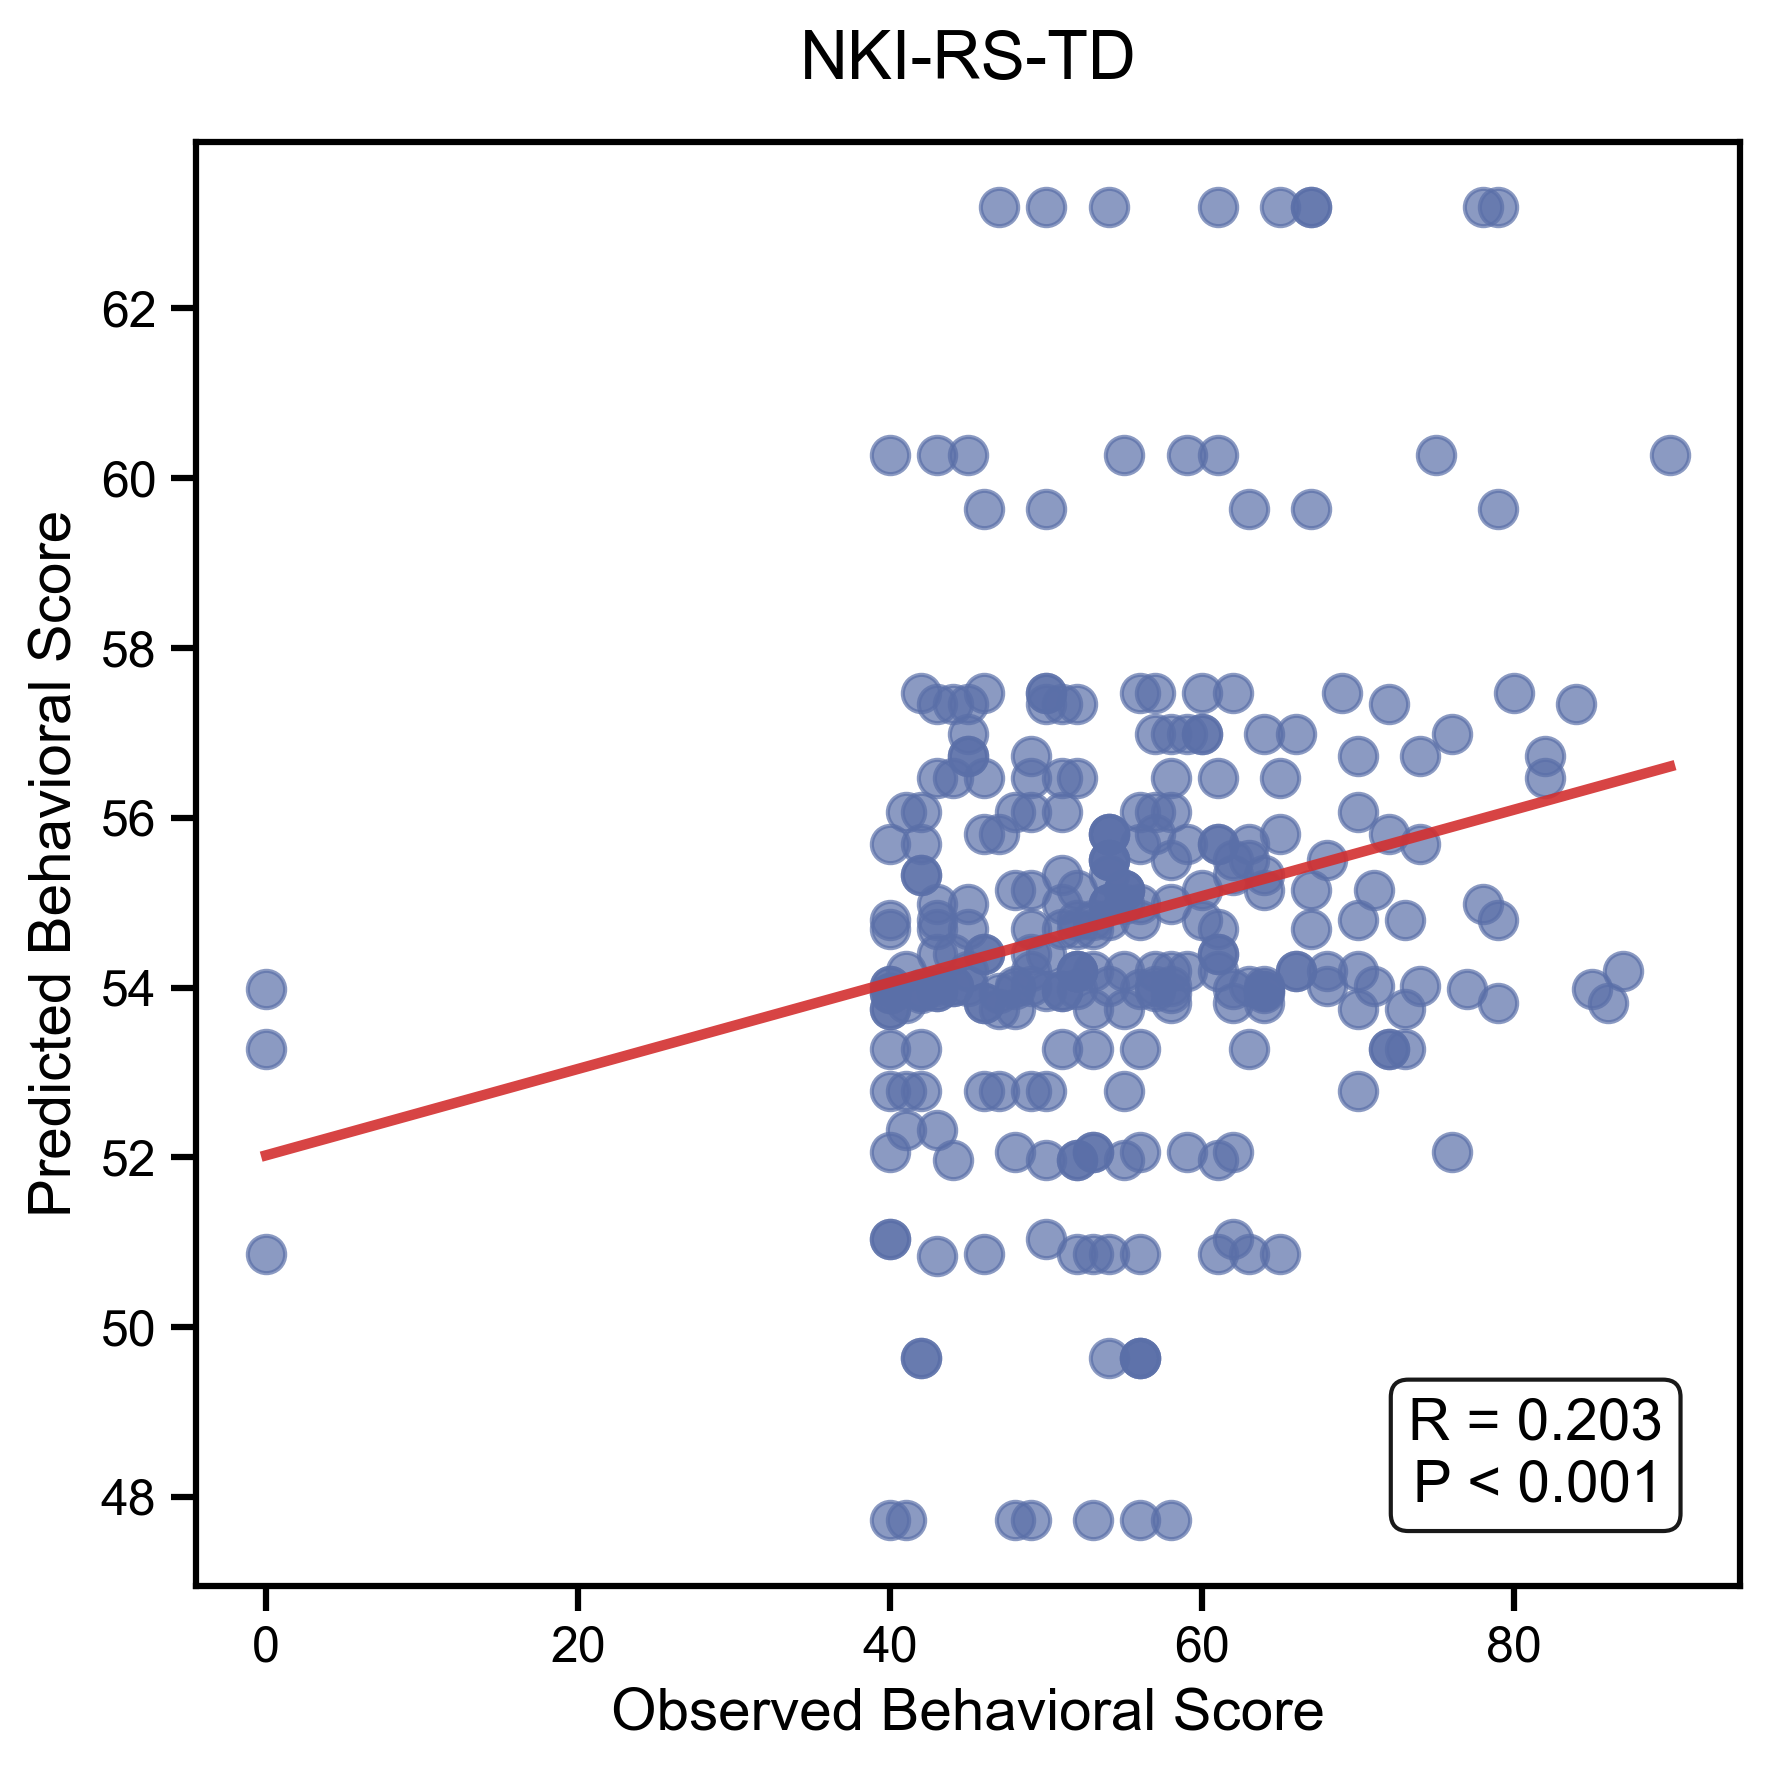 NKI-RS-TD
Predicted Behavioral Score
62
60
58
56
54
52
50
48
R = 0.203
P < 0.001
0 20 40 60 80
Observed Behavioral Score